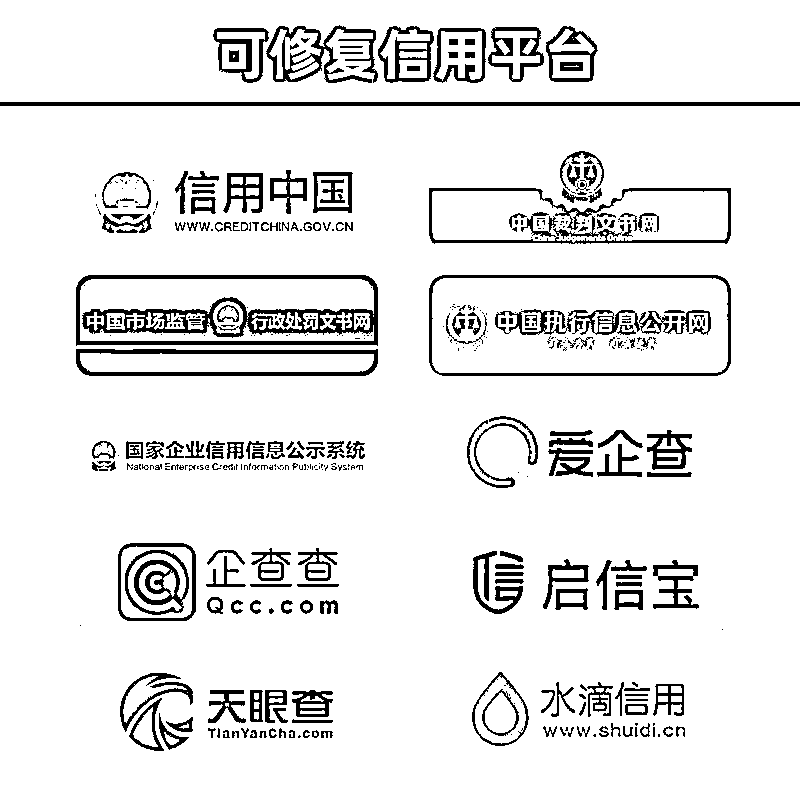 可修复信用平台
信用中国
WWW.CREDITCHINA.GOV.CN
中国裁判文书网
China Judgements Online
中国市场监管 行政处罚文书网
中国执行信息公开网
国家企业信用信息公示系统
National Enterprise Credit Information Publicity System
爱企查
企查查
Qcc.com
启信宝
天眼查
TianYanCha.com
水滴信用
www.shuidi.cn